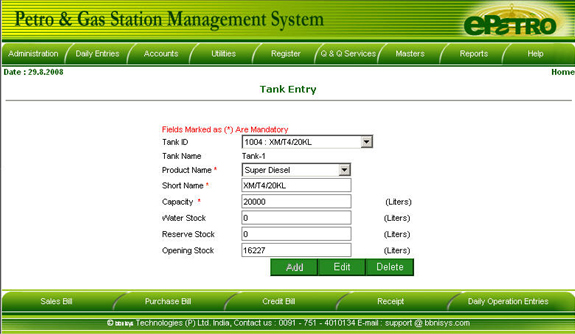 Petro & Gas Station Management System
ePetro
Administration Daily Entries Accounts Utilities Register Q & Q Services Masters Reports Help
Date : 29.8.2008 Home
Tank Entry
Fields Marked as (*) Are Mandatory
Tank ID 1004 : XM/T4/20KL
Tank Name Tank-1
Product Name * Super Diesel
Short Name * XM/T4/20KL
Capacity * 20000 (Liters)
Water Stock 0 (Liters)
Reserve Stock 0 (Liters)
Opening Stock 16227 (Liters)
Add Edit Delete
Sales Bill Purchase Bill Credit Bill Receipt Daily Operation Entries
© bbnisys Technologies (P) Ltd. India, Contact us : 0091 - 751 - 4010134 E-mail : support @ bbnisys.com